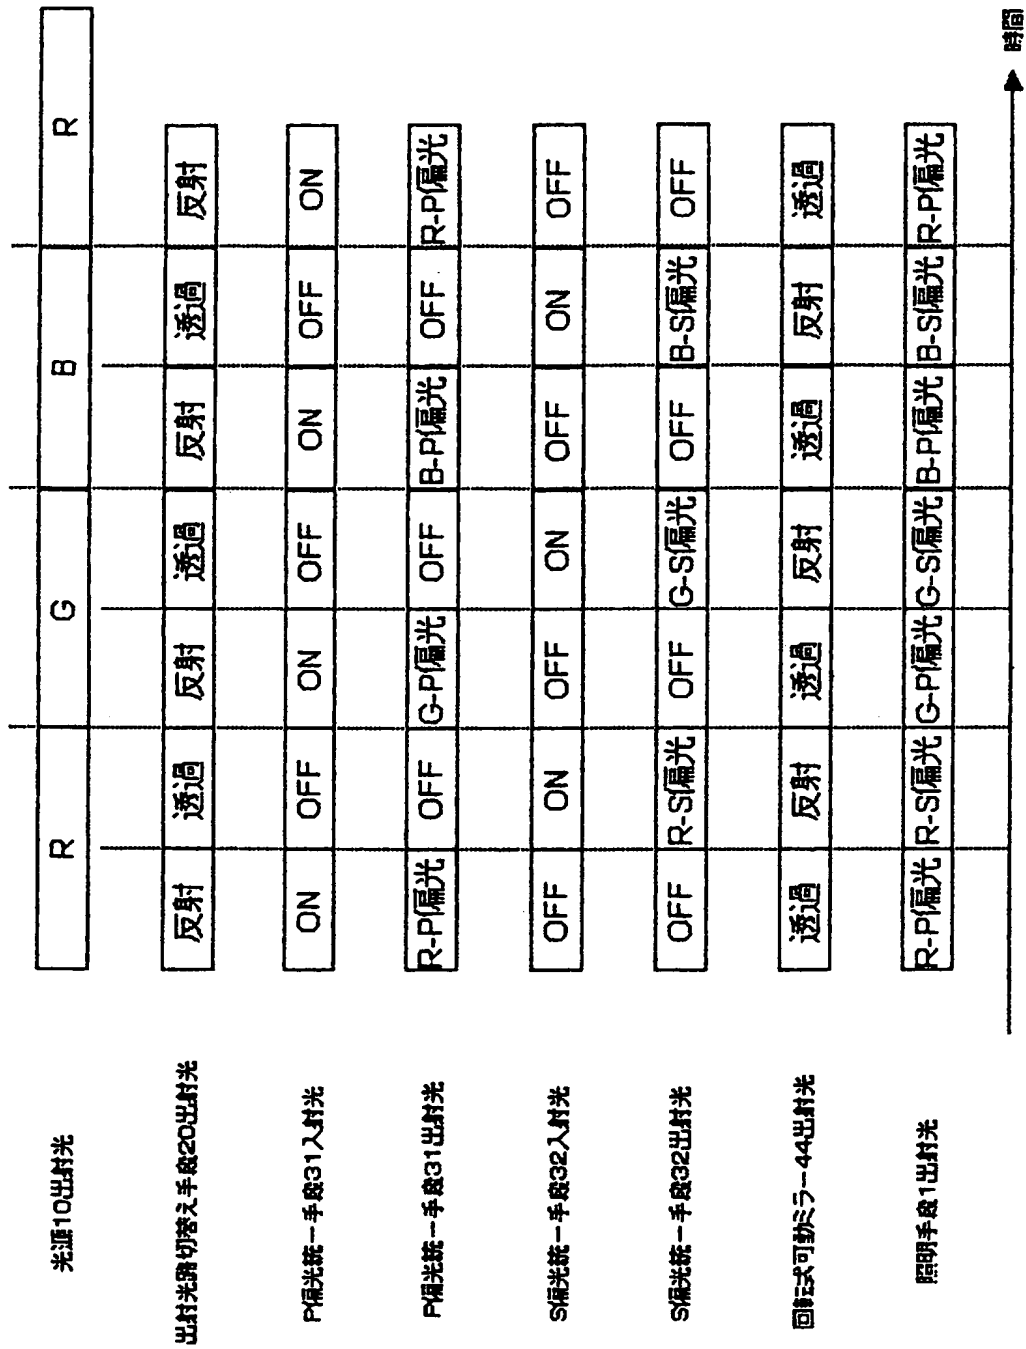 光源10出射光 R G B R
出射光路切替え手段20出射光 反射 透過 反射 透過 反射 透過 反射
P偏光統一手段31入射光 ON OFF ON OFF ON OFF ON
P偏光統一手段31出射光 R-P偏光 OFF G-P偏光 OFF B-P偏光 OFF R-P偏光
S偏光統一手段32入射光 OFF ON OFF ON OFF ON OFF
S偏光統一手段32出射光 OFF R-S偏光 OFF G-S偏光 OFF B-S偏光 OFF
回転式可動ミラー44出射光 透過 反射 透過 反射 透過 反射 透過
照明手段1出射光 R-P偏光 R-S偏光 G-P偏光 G-S偏光 B-P偏光 B-S偏光 R-P偏光
時間